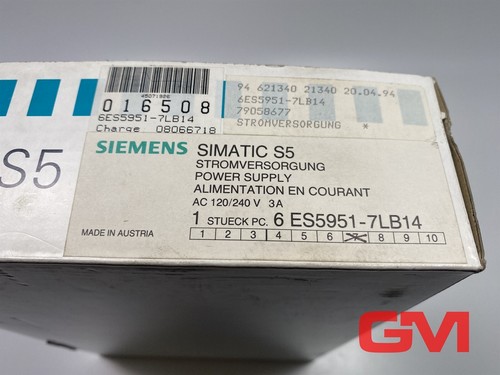 45071906
016508
6ES5951-7LB14
Charge 08066718
94 621340 21340 20.04.94
6ES5951-7LB14
79058677
STROMVERSORGUNG *
S5
SIEMENS SIMATIC S5
STROMVERSORGUNG
POWER SUPPLY
ALIMENTATION EN COURANT
AC 120/240 V 3A
1 STUECK PC. 6 ES5951-7LB14
MADE IN AUSTRIA
1 2 3 4 5 6 7 8 9 10
GM